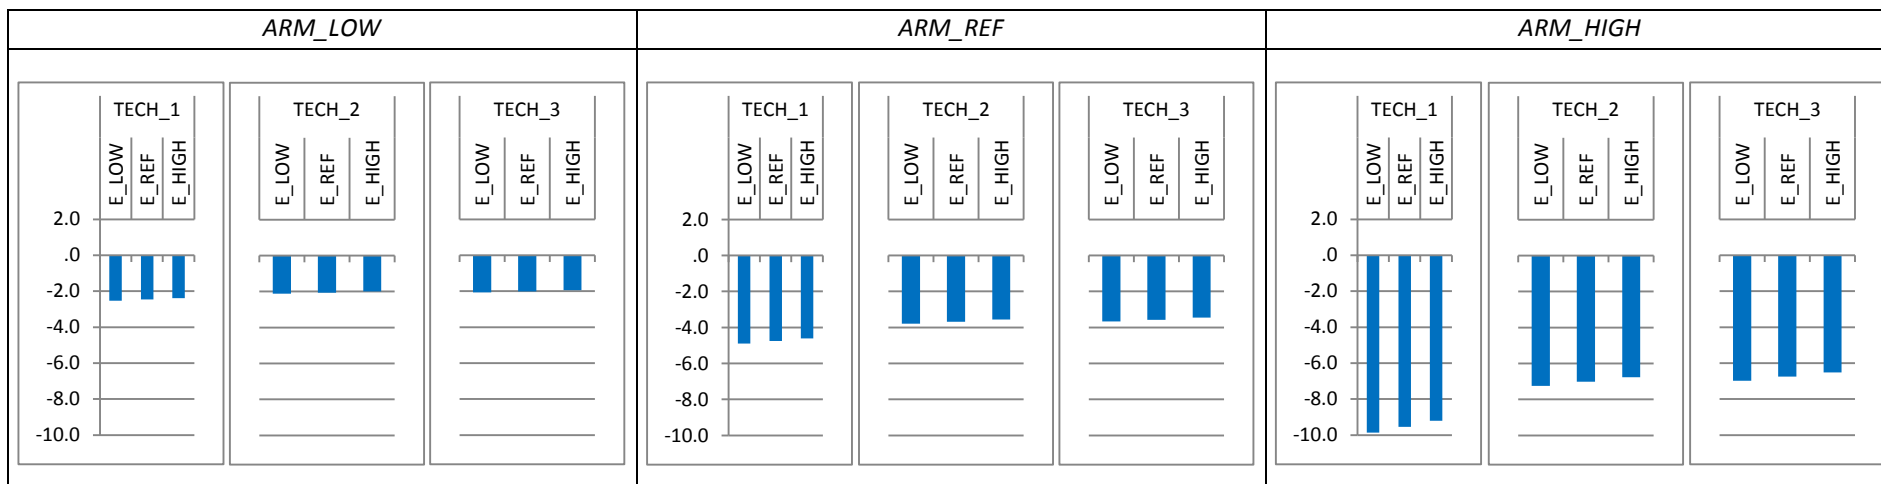 ARM_LOW
ARM_REF
ARM_HIGH
TECH_1
E_LOW
E_REF
E_HIGH
2.0
.0
-2.0
-4.0
-6.0
-8.0
-10.0
TECH_2
E_LOW
E_REF
E_HIGH
TECH_3
E_LOW
E_REF
E_HIGH
TECH_1
E_LOW
E_REF
E_HIGH
2.0
.0
-2.0
-4.0
-6.0
-8.0
-10.0
TECH_2
E_LOW
E_REF
E_HIGH
TECH_3
E_LOW
E_REF
E_HIGH
TECH_1
E_LOW
E_REF
E_HIGH
2.0
.0
-2.0
-4.0
-6.0
-8.0
-10.0
TECH_2
E_LOW
E_REF
E_HIGH
TECH_3
E_LOW
E_REF
E_HIGH